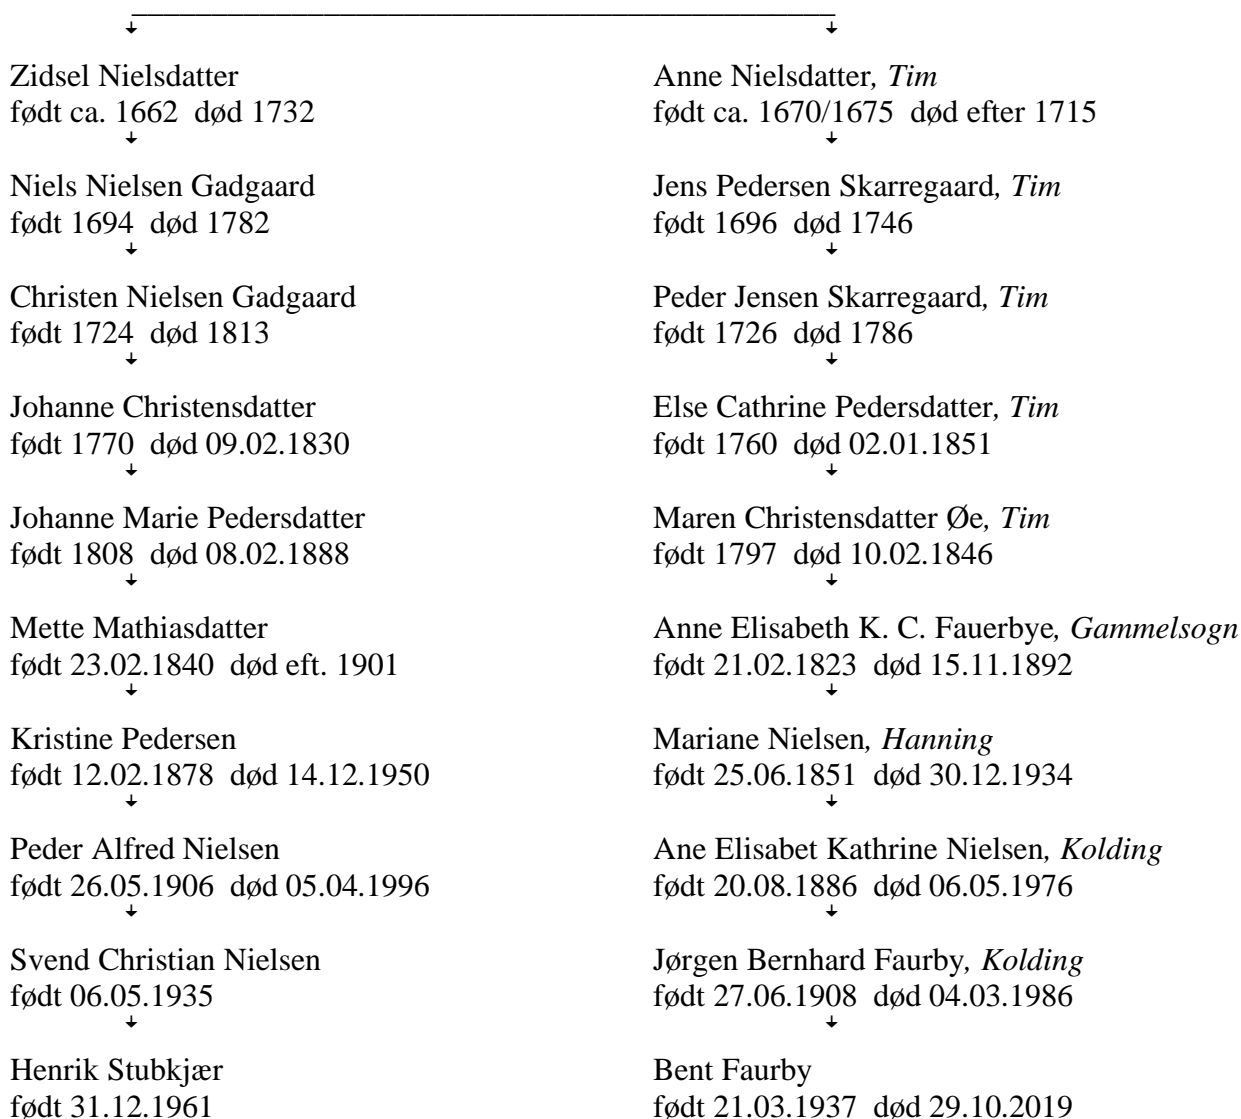 Zidsel Nielsdatter Anne Nielsdatter, Tim
født ca. 1662 død 1732 født ca. 1670/1675 død efter 1715
Niels Nielsen Gadgaard Jens Pedersen Skarregaard, Tim
født 1694 død 1782 født 1696 død 1746
Christen Nielsen Gadgaard Peder Jensen Skarregaard, Tim
født 1724 død 1813 født 1726 død 1786
Johanne Christensdatter Else Cathrine Pedersdatter, Tim
født 1770 død 09.02.1830 født 1760 død 02.01.1851
Johanne Marie Pedersdatter Maren Christensdatter Øe, Tim
født 1808 død 08.02.1888 født 1797 død 10.02.1846
Mette Mathiasdatter Anne Elisabeth K. C. Fauerbye, Gammelsogn
født 23.02.1840 død eft. 1901 født 21.02.1823 død 15.11.1892
Kristine Pedersen Mariane Nielsen, Hanning
født 12.02.1878 død 14.12.1950 født 25.06.1851 død 30.12.1934
Peder Alfred Nielsen Ane Elisabet Kathrine Nielsen, Kolding
født 26.05.1906 død 05.04.1996 født 20.08.1886 død 06.05.1976
Svend Christian Nielsen Jørgen Bernhard Faurby, Kolding
født 06.05.1935 født 27.06.1908 død 04.03.1986
Henrik Stubkjær Bent Faurby
født 31.12.1961 født 21.03.1937 død 29.10.2019